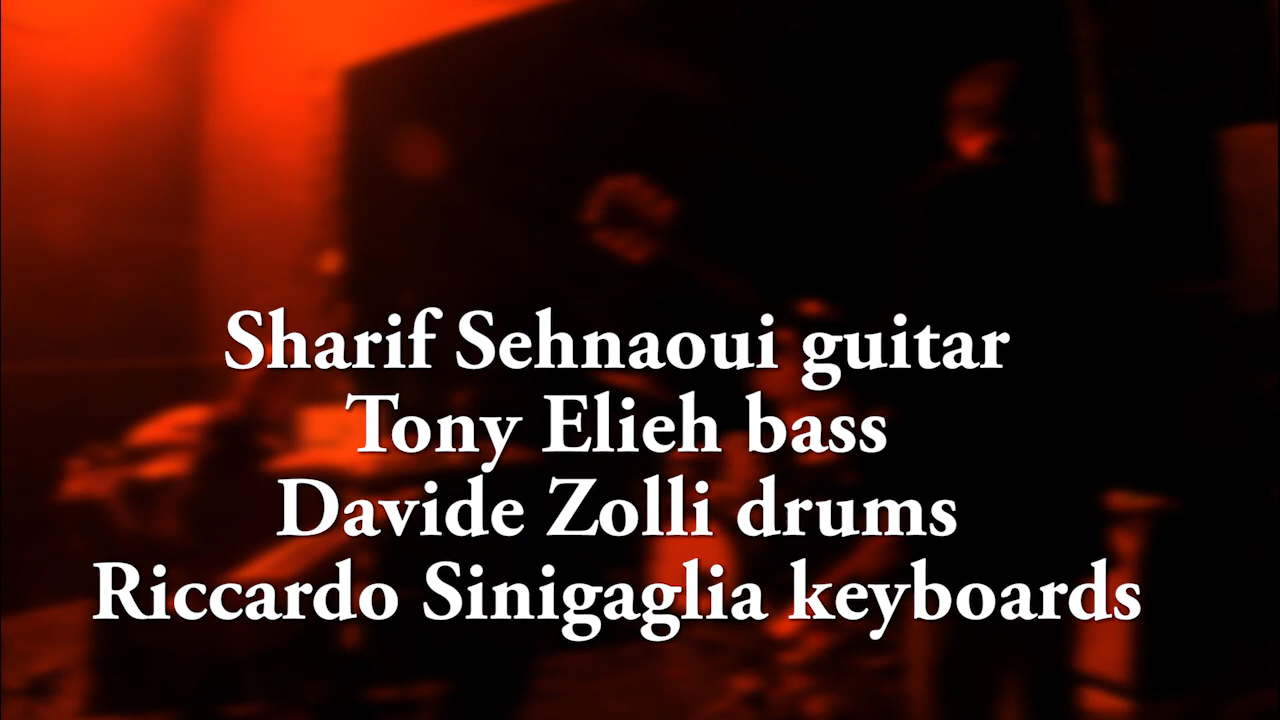 Sharif Sehnaoui guitar
Tony Elieh bass
Davide Zolli drums
Riccardo Sinigaglia keyboards